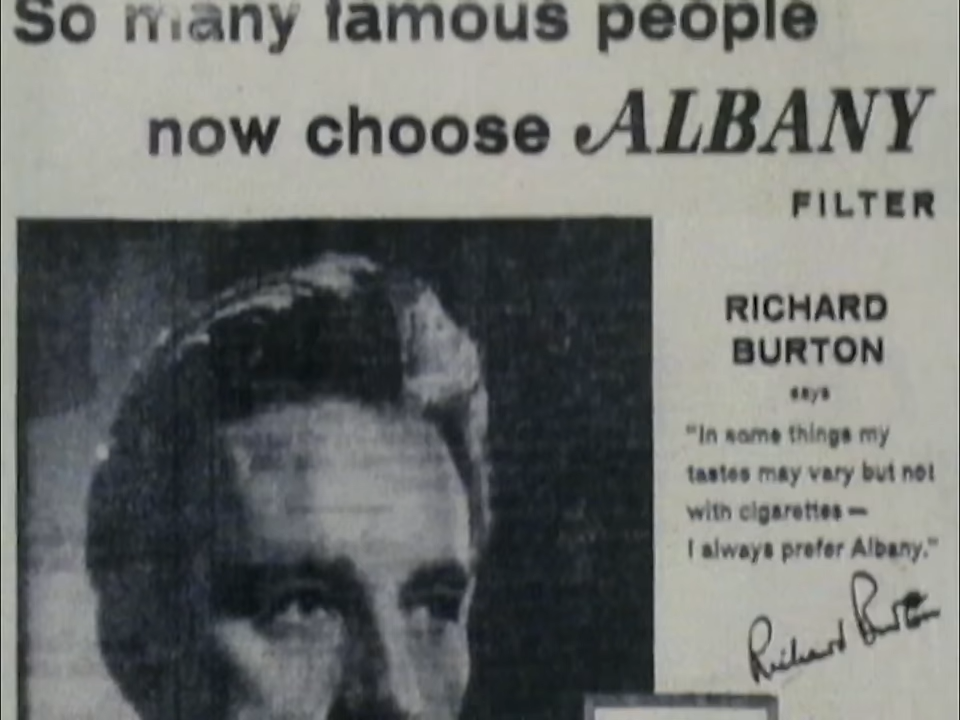 So many famous people
now choose ALBANY
FILTER
RICHARD
BURTON
says
"In some things my
tastes may vary but not
with cigarettes —
I always prefer Albany."
Richard Burton